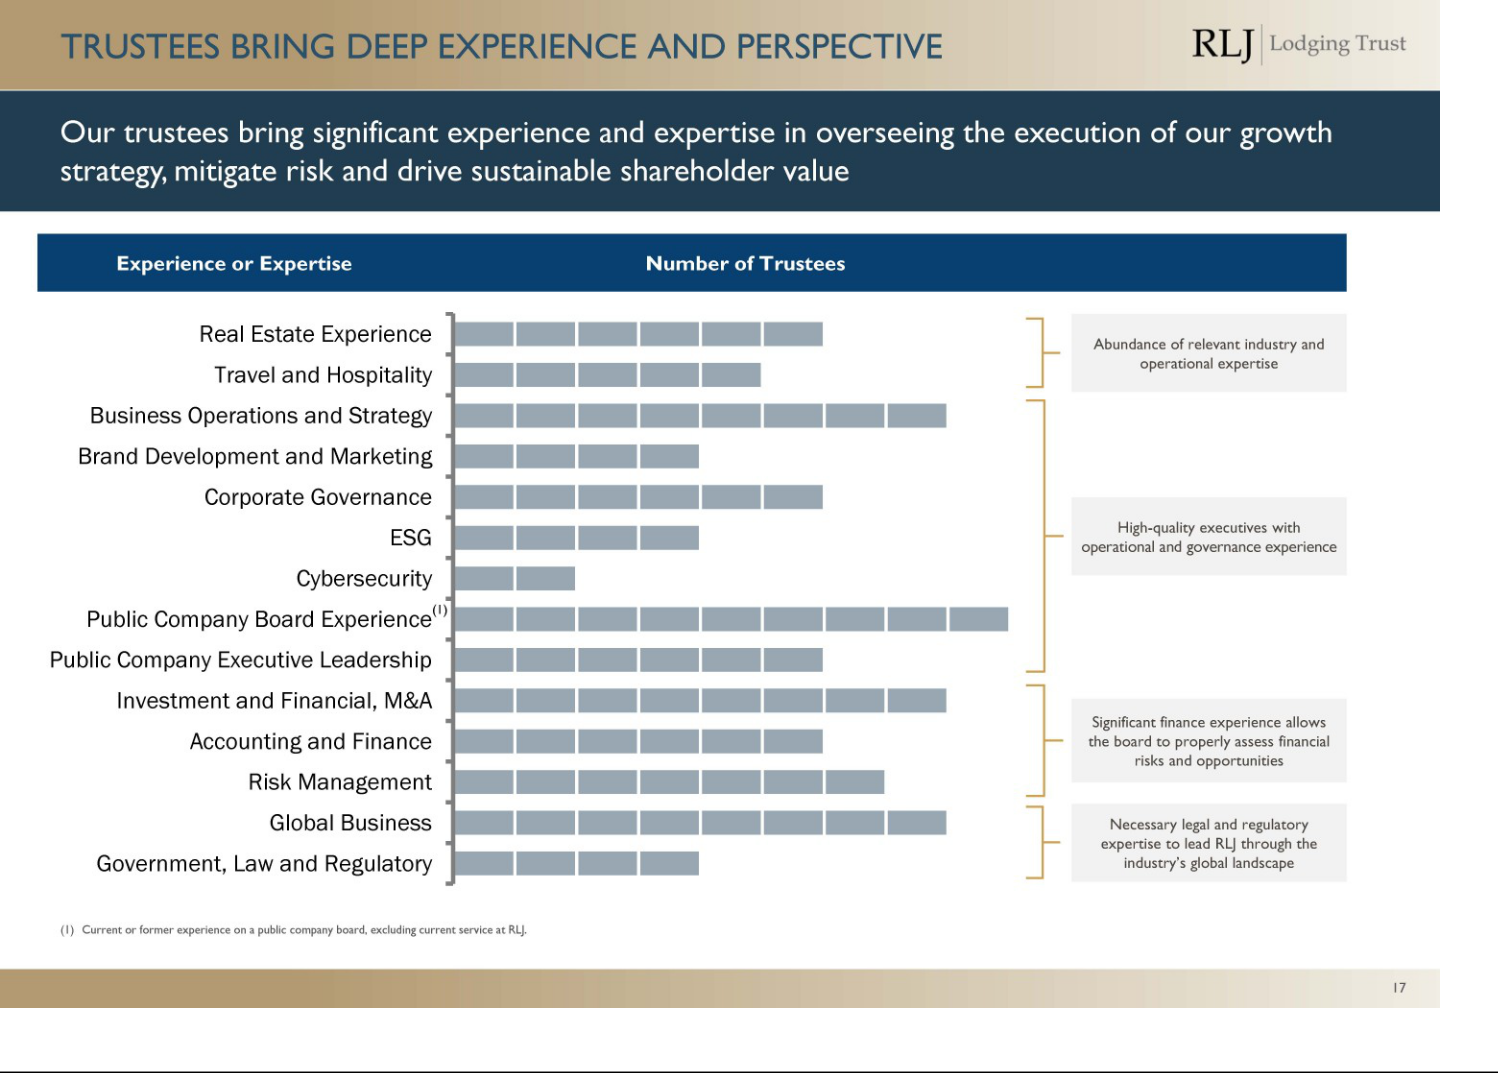 TRUSTEES BRING DEEP EXPERIENCE AND PERSPECTIVE
RLJ Lodging Trust
Our trustees bring significant experience and expertise in overseeing the execution of our growth
strategy, mitigate risk and drive sustainable shareholder value
Experience or Expertise
Number of Trustees
Real Estate Experience
Travel and Hospitality
Business Operations and Strategy
Brand Development and Marketing
Corporate Governance
ESG
Cybersecurity
Public Company Board Experience(1)
Public Company Executive Leadership
Investment and Financial, M&A
Accounting and Finance
Risk Management
Global Business
Government, Law and Regulatory
Abundance of relevant industry and
operational expertise
High-quality executives with
operational and governance experience
Significant finance experience allows
the board to properly assess financial
risks and opportunities
Necessary legal and regulatory
expertise to lead RLJ through the
industry's global landscape
(1) Current or former experience on a public company board, excluding current service at RLJ.
17